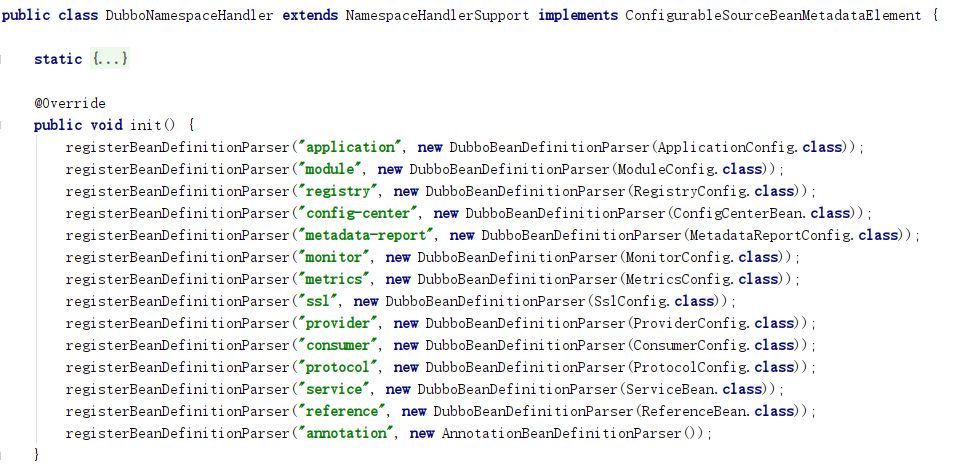 public class DubboNamespaceHandler extends NamespaceHandlerSupport implements ConfigurableSourceBeanMetadataElement {
static {...}
@Override
public void init() {
registerBeanDefinitionParser("application", new DubboBeanDefinitionParser(ApplicationConfig.class));
registerBeanDefinitionParser("module", new DubboBeanDefinitionParser(ModuleConfig.class));
registerBeanDefinitionParser("registry", new DubboBeanDefinitionParser(RegistryConfig.class));
registerBeanDefinitionParser("config-center", new DubboBeanDefinitionParser(ConfigCenterBean.class));
registerBeanDefinitionParser("metadata-report", new DubboBeanDefinitionParser(MetadataReportConfig.class));
registerBeanDefinitionParser("monitor", new DubboBeanDefinitionParser(MonitorConfig.class));
registerBeanDefinitionParser("metrics", new DubboBeanDefinitionParser(MetricsConfig.class));
registerBeanDefinitionParser("ssl", new DubboBeanDefinitionParser(SslConfig.class));
registerBeanDefinitionParser("provider", new DubboBeanDefinitionParser(ProviderConfig.class));
registerBeanDefinitionParser("consumer", new DubboBeanDefinitionParser(ConsumerConfig.class));
registerBeanDefinitionParser("protocol", new DubboBeanDefinitionParser(ProtocolConfig.class));
registerBeanDefinitionParser("service", new DubboBeanDefinitionParser(ServiceBean.class));
registerBeanDefinitionParser("reference", new DubboBeanDefinitionParser(ReferenceBean.class));
registerBeanDefinitionParser("annotation", new AnnotationBeanDefinitionParser());
}